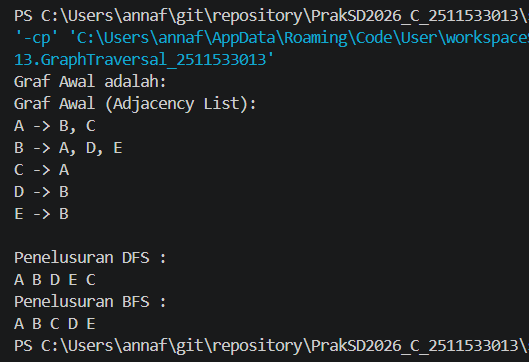 PS C:\Users\annaf\git\repository\PrakSD2026_C_2511533013\
'-cp' 'C:\Users\annaf\AppData\Roaming\Code\User\workspaceS
13.GraphTraversal_2511533013'
Graf Awal adalah:
Graf Awal (Adjacency List):
A -> B, C
B -> A, D, E
C -> A
D -> B
E -> B
Penelusuran DFS :
A B D E C
Penelusuran BFS :
A B C D E
PS C:\Users\annaf\git\repository\PrakSD2026_C_2511533013\